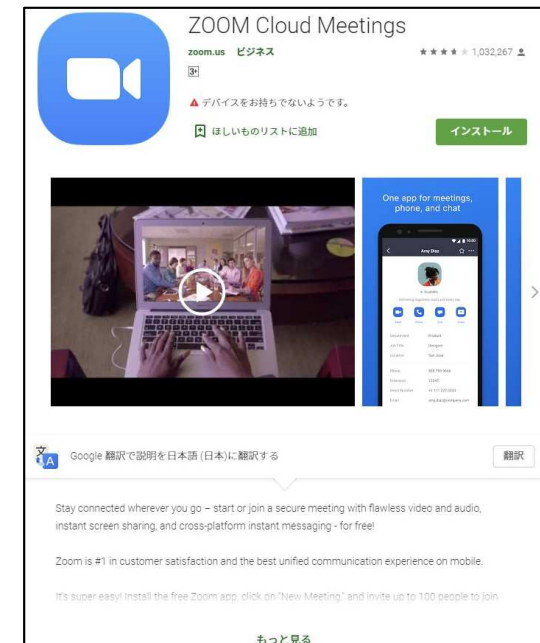 ZOOM Cloud Meetings
zoom.us ビジネス
1,032,267
3+
デバイスをお持ちでないようです。
ほしいものリストに追加
インストール
One app for meetings,
phone, and chat
Amy Diaz
Product
Designer
San Jose
Google 翻訳で説明を日本語 (日本)に翻訳する
翻訳
Stay connected wherever you go – start or join a secure meeting with flawless video and audio,
instant screen sharing, and cross-platform instant messaging - for free!
Zoom is #1 in customer satisfaction and the best unified communication experience on mobile.
It's super easy! Install the free Zoom app, click on "New Meeting," and invite up to 100 people to join
もっと見る